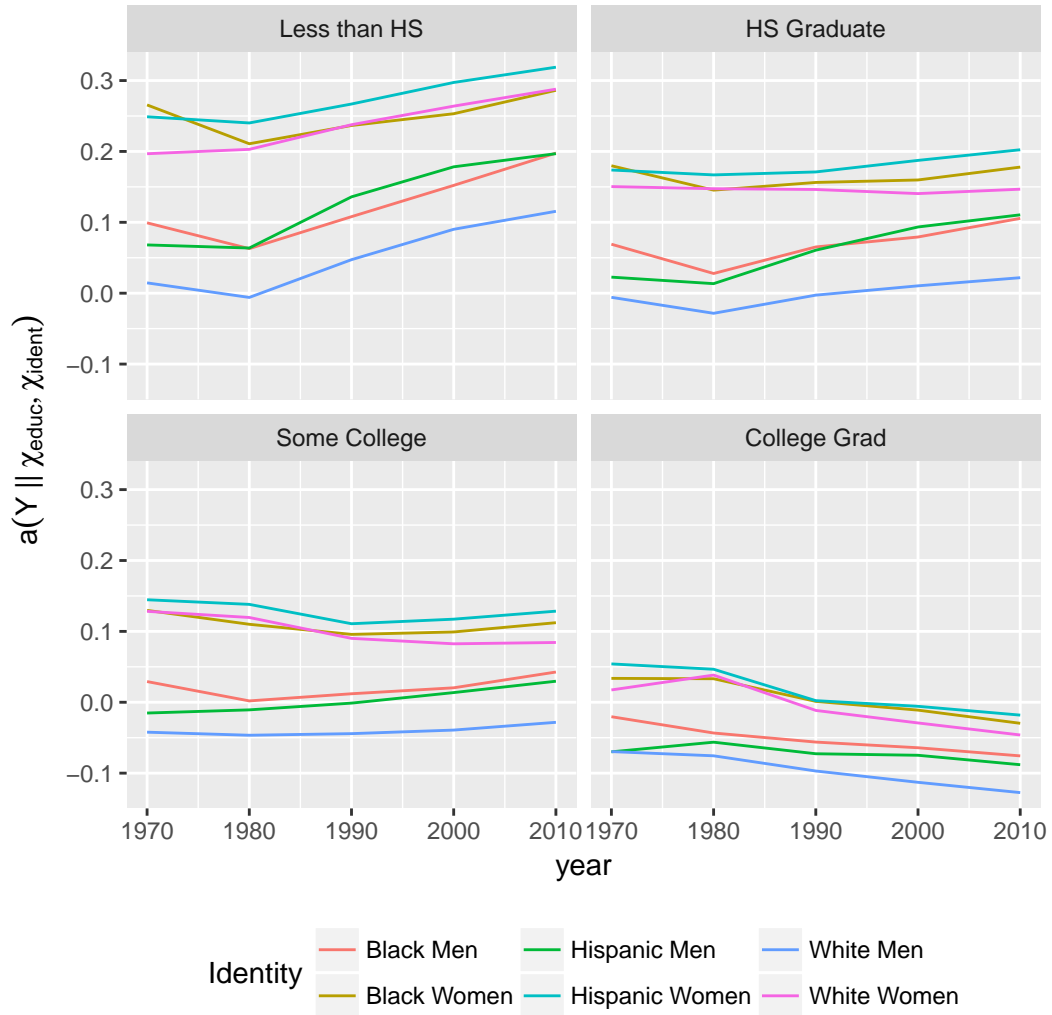 Less than HS
HS Graduate
0.3
0.2
0.1
0.0
−0.1
Some College
College Grad
0.3
0.2
0.1
0.0
−0.1
1970 1980 1990 2000 2010 1970 1980 1990 2000 2010
year
a(Y || χeduc, χident)
Identity
Black Men
Hispanic Men
White Men
Black Women
Hispanic Women
White Women